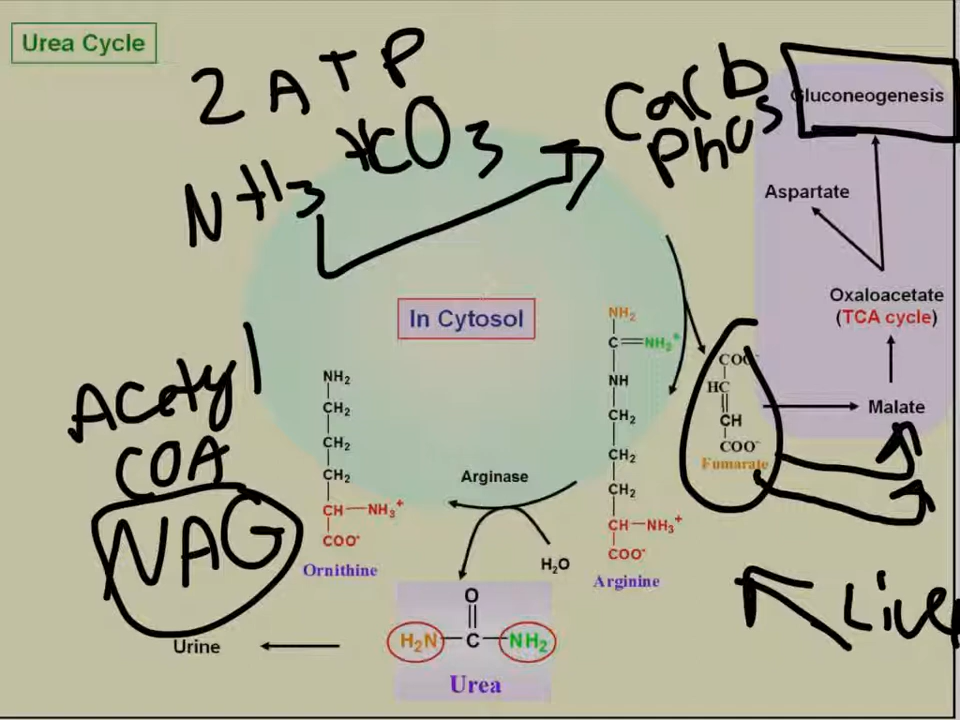 Urea Cycle
2 ATP
NH3 HCO3
Carb
Phos
Gluconeogenesis
Aspartate
Oxaloacetate
(TCA cycle)
Malate
In Cytosol
NH2
C=NH2+
NH
CH2
CH2
CH2
CH—NH3+
COO-
Arginine
COO-
HC
CH
COO-
Fumarate
NH2
CH2
CH2
CH2
CH—NH3+
COO-
Ornithine
Acetyl
COA
NAG
Arginase
H2O
O
H2N—C—NH2
Urea
Urine
Liver